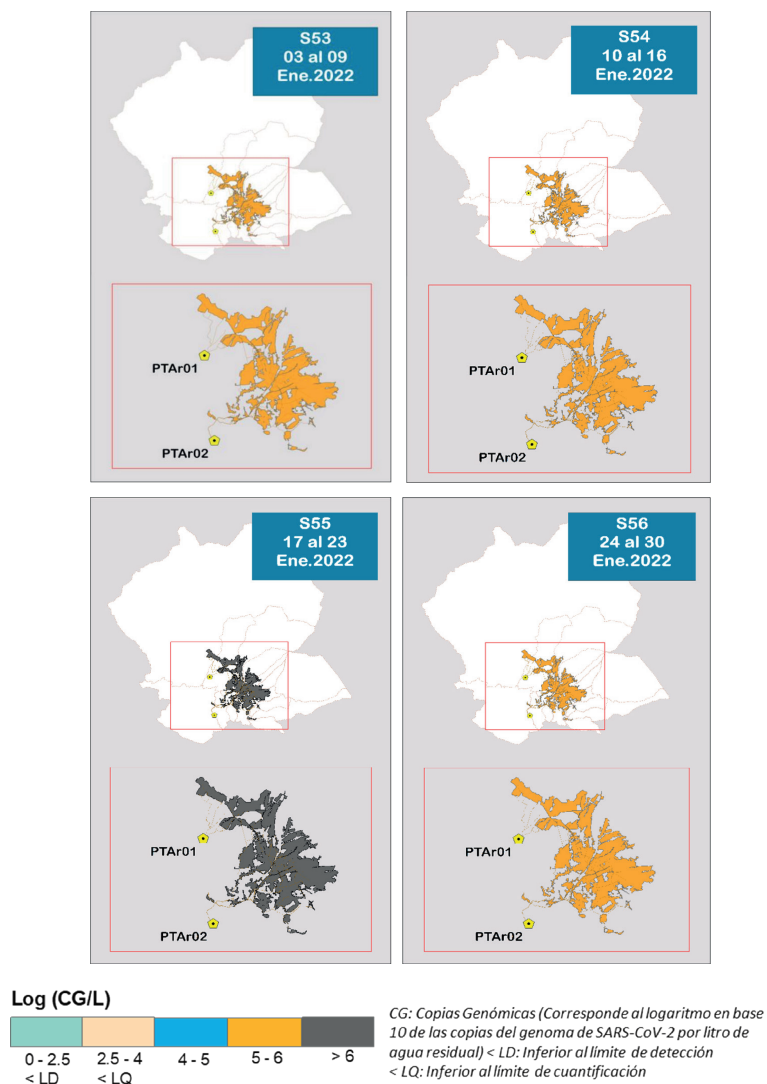 S53
03 al 09
Ene.2022
PTAr01
PTAr02
S54
10 al 16
Ene.2022
PTAr01
PTAr02
S55
17 al 23
Ene.2022
PTAr01
PTAr02
S56
24 al 30
Ene.2022
PTAr01
PTAr02
Log (CG/L)
0 - 2.5
< LD
2.5 - 4
< LQ
4 - 5
5 - 6
> 6
CG: Copias Genómicas (Corresponde al logaritmo en base
10 de las copias del genoma de SARS-CoV-2 por litro de
agua residual) < LD: Inferior al límite de detección
< LQ: Inferior al límite de cuantificación